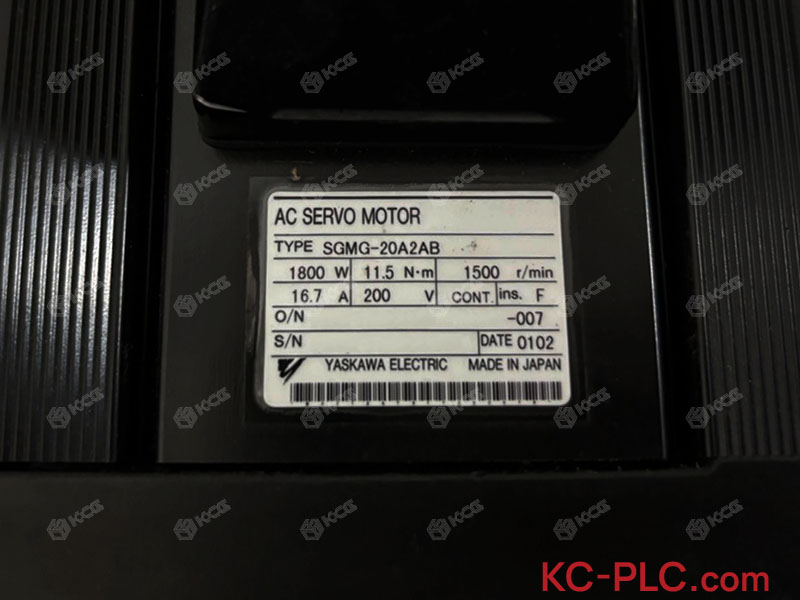 AC SERVO MOTOR
TYPE SGMG-20A2AB
1800 W 11.5 N·m 1500 r/min
16.7 A 200 V CONT. ins. F
O/N -007
S/N DATE 0102
YASKAWA ELECTRIC MADE IN JAPAN
KC-PLC.com